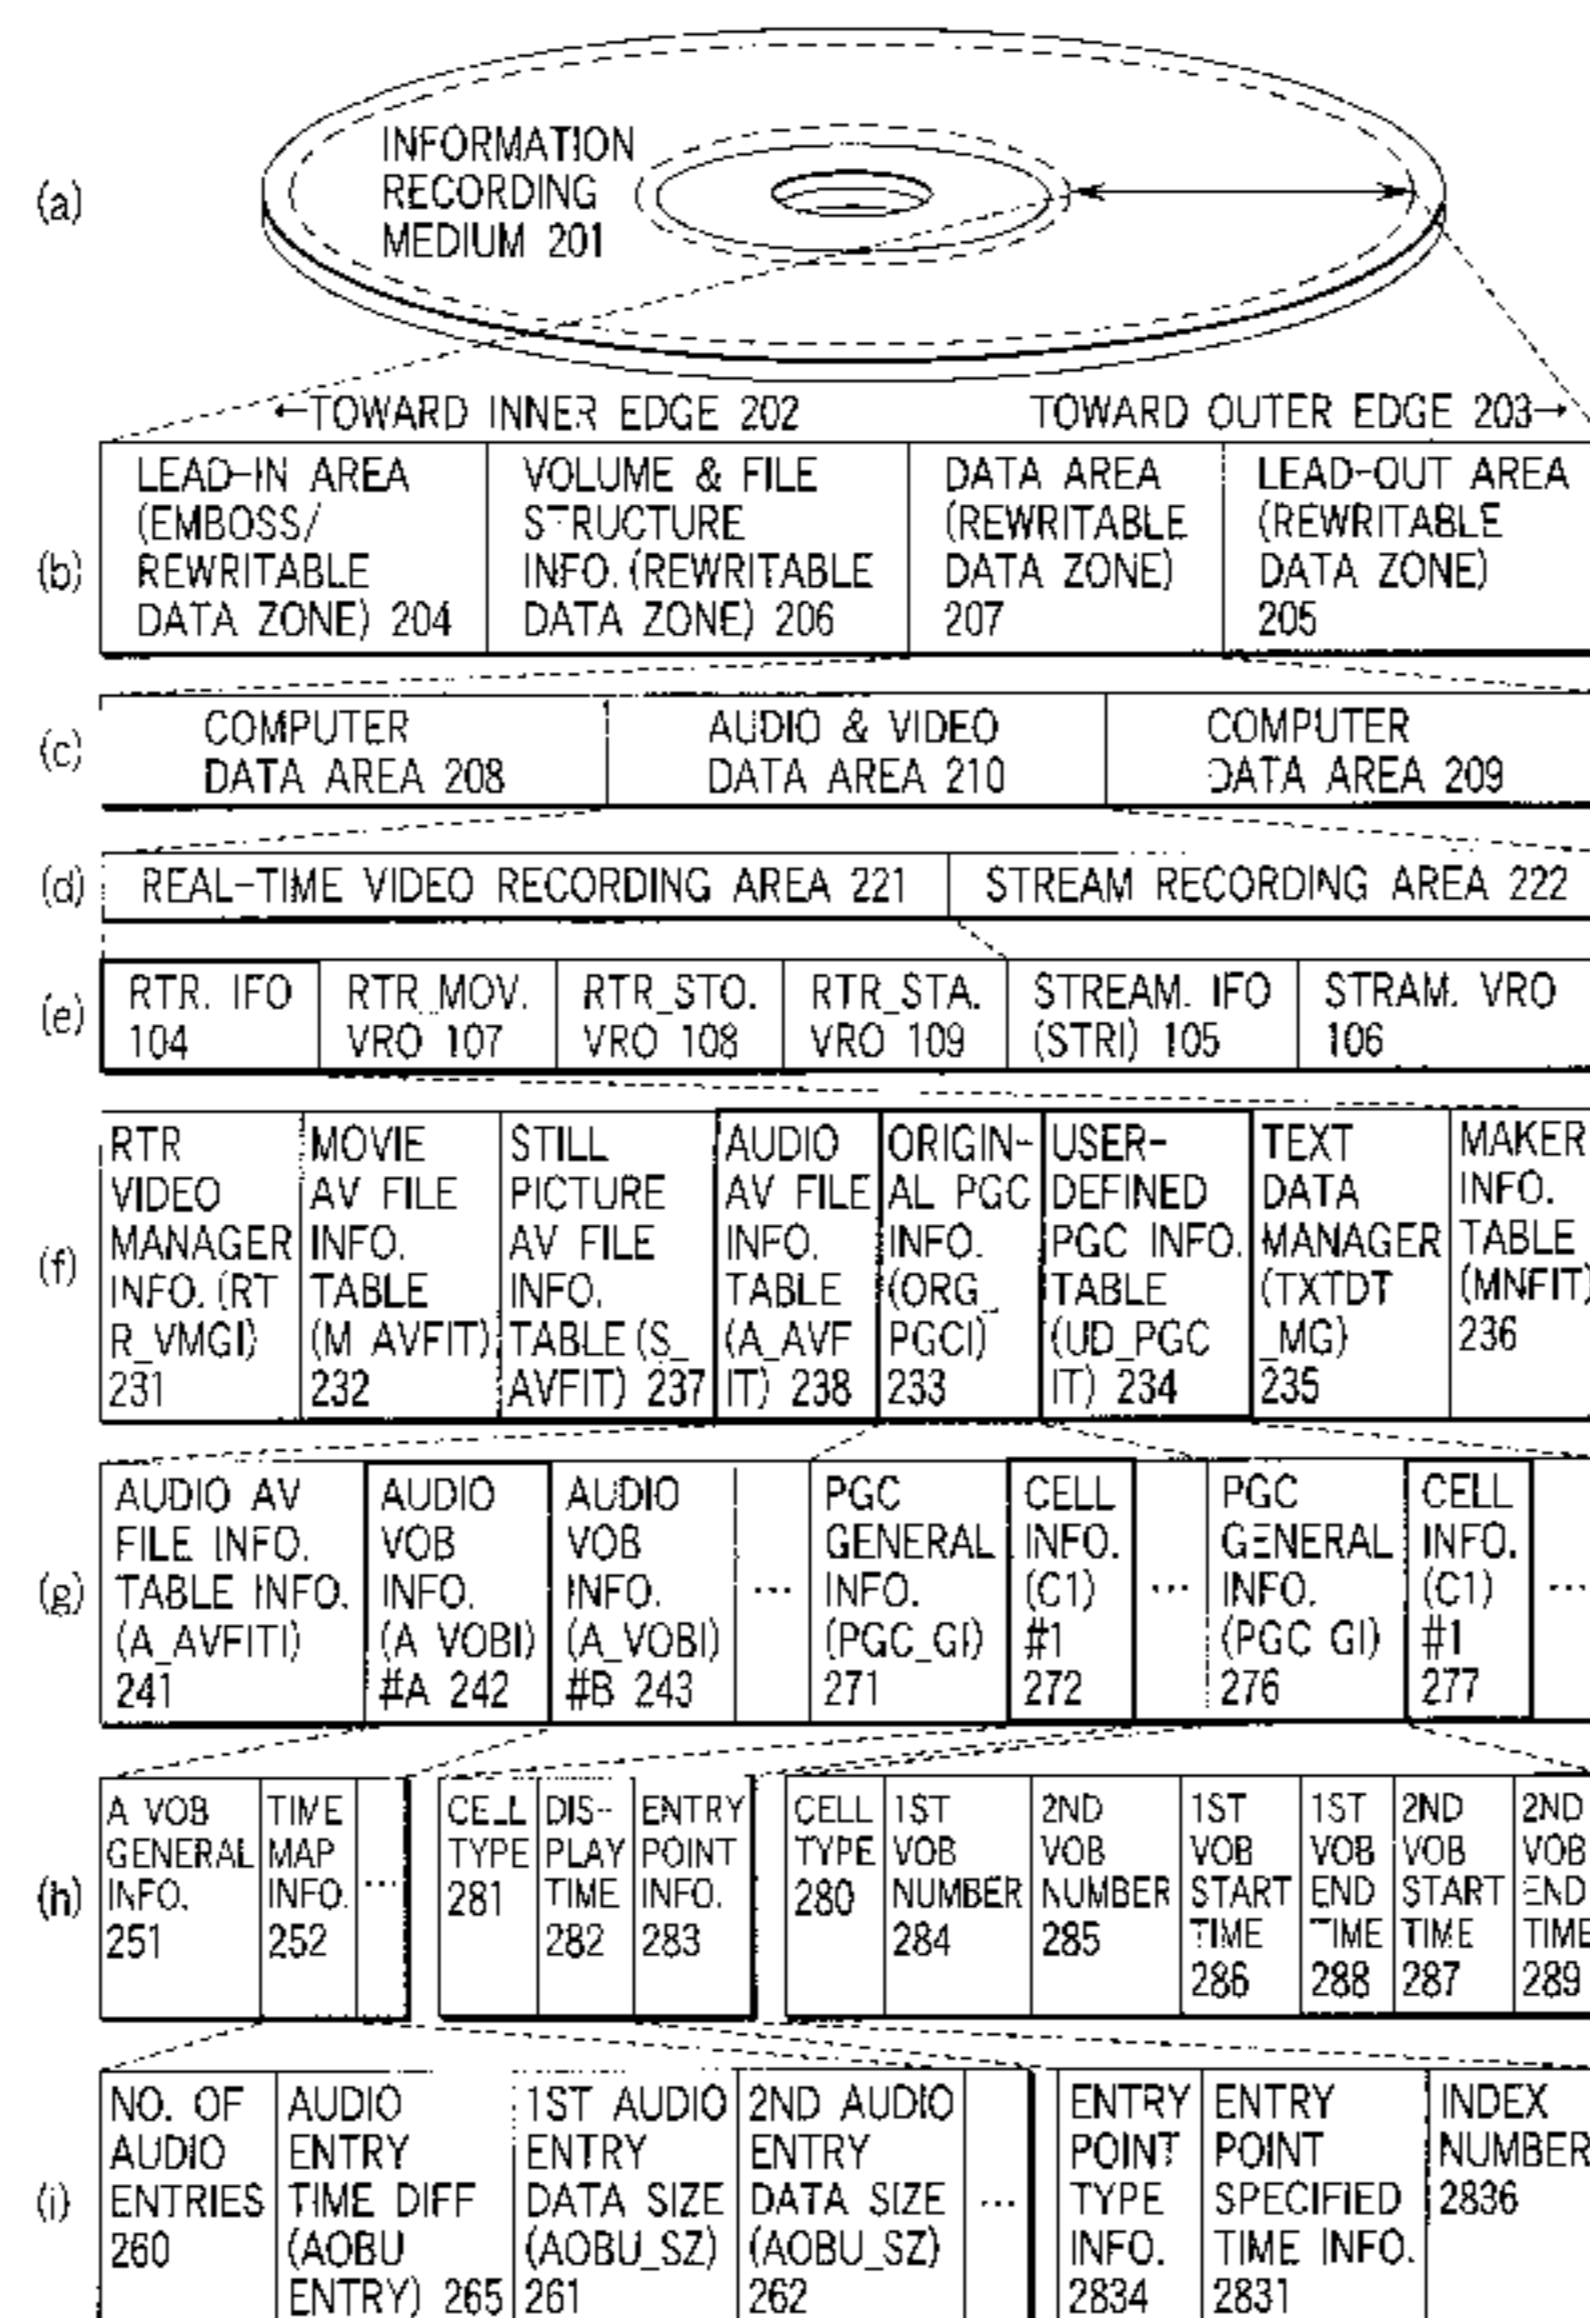 (a)
INFORMATION
RECORDING
MEDIUM 201
←TOWARD INNER EDGE 202
TOWARD OUTER EDGE 203→
(b)
LEAD-IN AREA
(EMBOSS/
REWRITABLE
DATA ZONE) 204
VOLUME & FILE
STRUCTURE
INFO. (REWRITABLE
DATA ZONE) 206
DATA AREA
(REWRITABLE
DATA ZONE)
207
LEAD-OUT AREA
(REWRITABLE
DATA ZONE)
205
(c)
COMPUTER
DATA AREA 208
AUDIO & VIDEO
DATA AREA 210
COMPUTER
DATA AREA 209
(d)
REAL-TIME VIDEO RECORDING AREA 221
STREAM RECORDING AREA 222
(e)
RTR. IFO
104
RTR_MOV.
VRO 107
RTR_STO.
VRO 108
RTR_STA.
VRO 109
STREAM. IFO
(STRI) 105
STRAM. VRO
106
(f)
RTR
VIDEO
MANAGER
INFO. (RT
R_VMGI)
231
MOVIE
AV FILE
INFO.
TABLE
(M AVFIT)
232
STILL
PICTURE
AV FILE
INFO.
TABLE (S_
AVFIT) 237
AUDIO
AV FILE
INFO.
TABLE
(A_AVF
IT) 238
ORIGIN-
AL PGC
INFO.
(ORG_
PGCI)
233
USER-
DEFINED
PGC INFO.
TABLE
(UD_PGC
IT) 234
TEXT
DATA
MANAGER
(TXTDT
_MG)
235
MAKER
INFO.
TABLE
(MNFIT)
236
(g)
AUDIO AV
FILE INFO.
TABLE INFO.
(A_AVFITI)
241
AUDIO
VOB
INFO.
(A VOBI)
#A 242
AUDIO
VOB
INFO.
(A_VOBI)
#B 243
...
PGC
GENERAL
INFO.
(PGC_GI)
271
CELL
INFO.
(C1)
#1
272
...
PGC
GENERAL
INFO.
(PGC GI)
276
CELL
INFO.
(C1)
#1
277
...
(h)
A VOB
GENERAL
INFO.
251
TIME
MAP
INFO.
252
...
CELL
TYPE
281
DIS-
PLAY
TIME
282
ENTRY
POINT
INFO.
283
CELL
TYPE
280
1ST
VOB
NUMBER
284
2ND
VOB
NUMBER
285
1ST
VOB
START
TIME
286
1ST
VOB
END
TIME
288
2ND
VOB
START
TIME
287
2ND
VOB
END
TIME
289
(i)
NO. OF
AUDIO
ENTRIES
260
AUDIO
ENTRY
TIME DIFF
(AOBU
ENTRY) 265
1ST AUDIO
ENTRY
DATA SIZE
(AOBU_SZ)
261
2ND AUDIO
ENTRY
DATA SIZE
(AOBU_SZ)
262
...
ENTRY
POINT
TYPE
INFO.
2834
ENTRY
POINT
SPECIFIED
TIME INFO.
2831
INDEX
NUMBER
2836